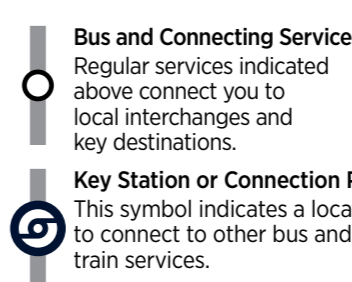 Bus and Connecting Service
Regular services indicated
above connect you to
local interchanges and
key destinations.
Key Station or Connection
This symbol indicates a
to connect to other bus and
train services.